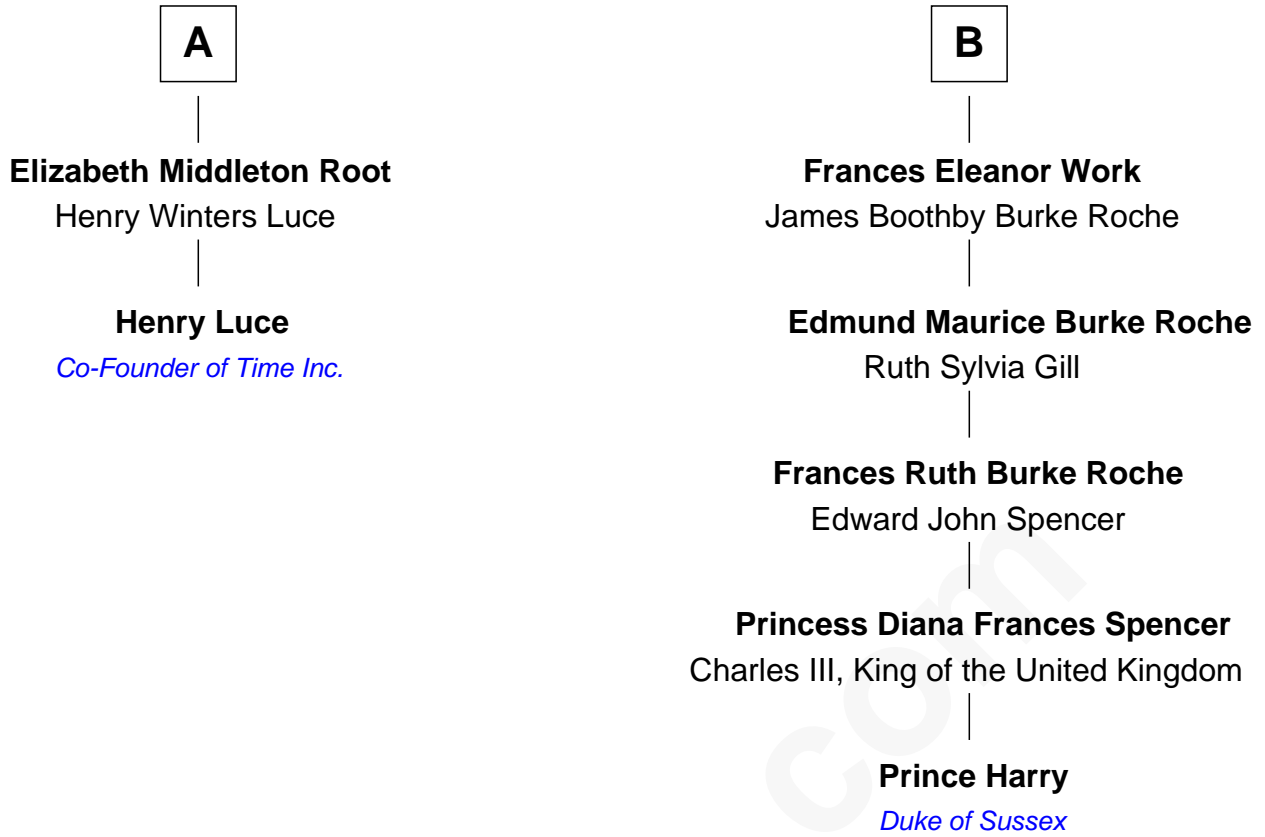 A
Elizabeth Middleton Root
Henry Winters Luce
Henry Luce
Co-Founder of Time Inc.
B
Frances Eleanor Work
James Boothby Burke Roche
Edmund Maurice Burke Roche
Ruth Sylvia Gill
Frances Ruth Burke Roche
Edward John Spencer
Princess Diana Frances Spencer
Charles III, King of the United Kingdom
Prince Harry
Duke of Sussex
com